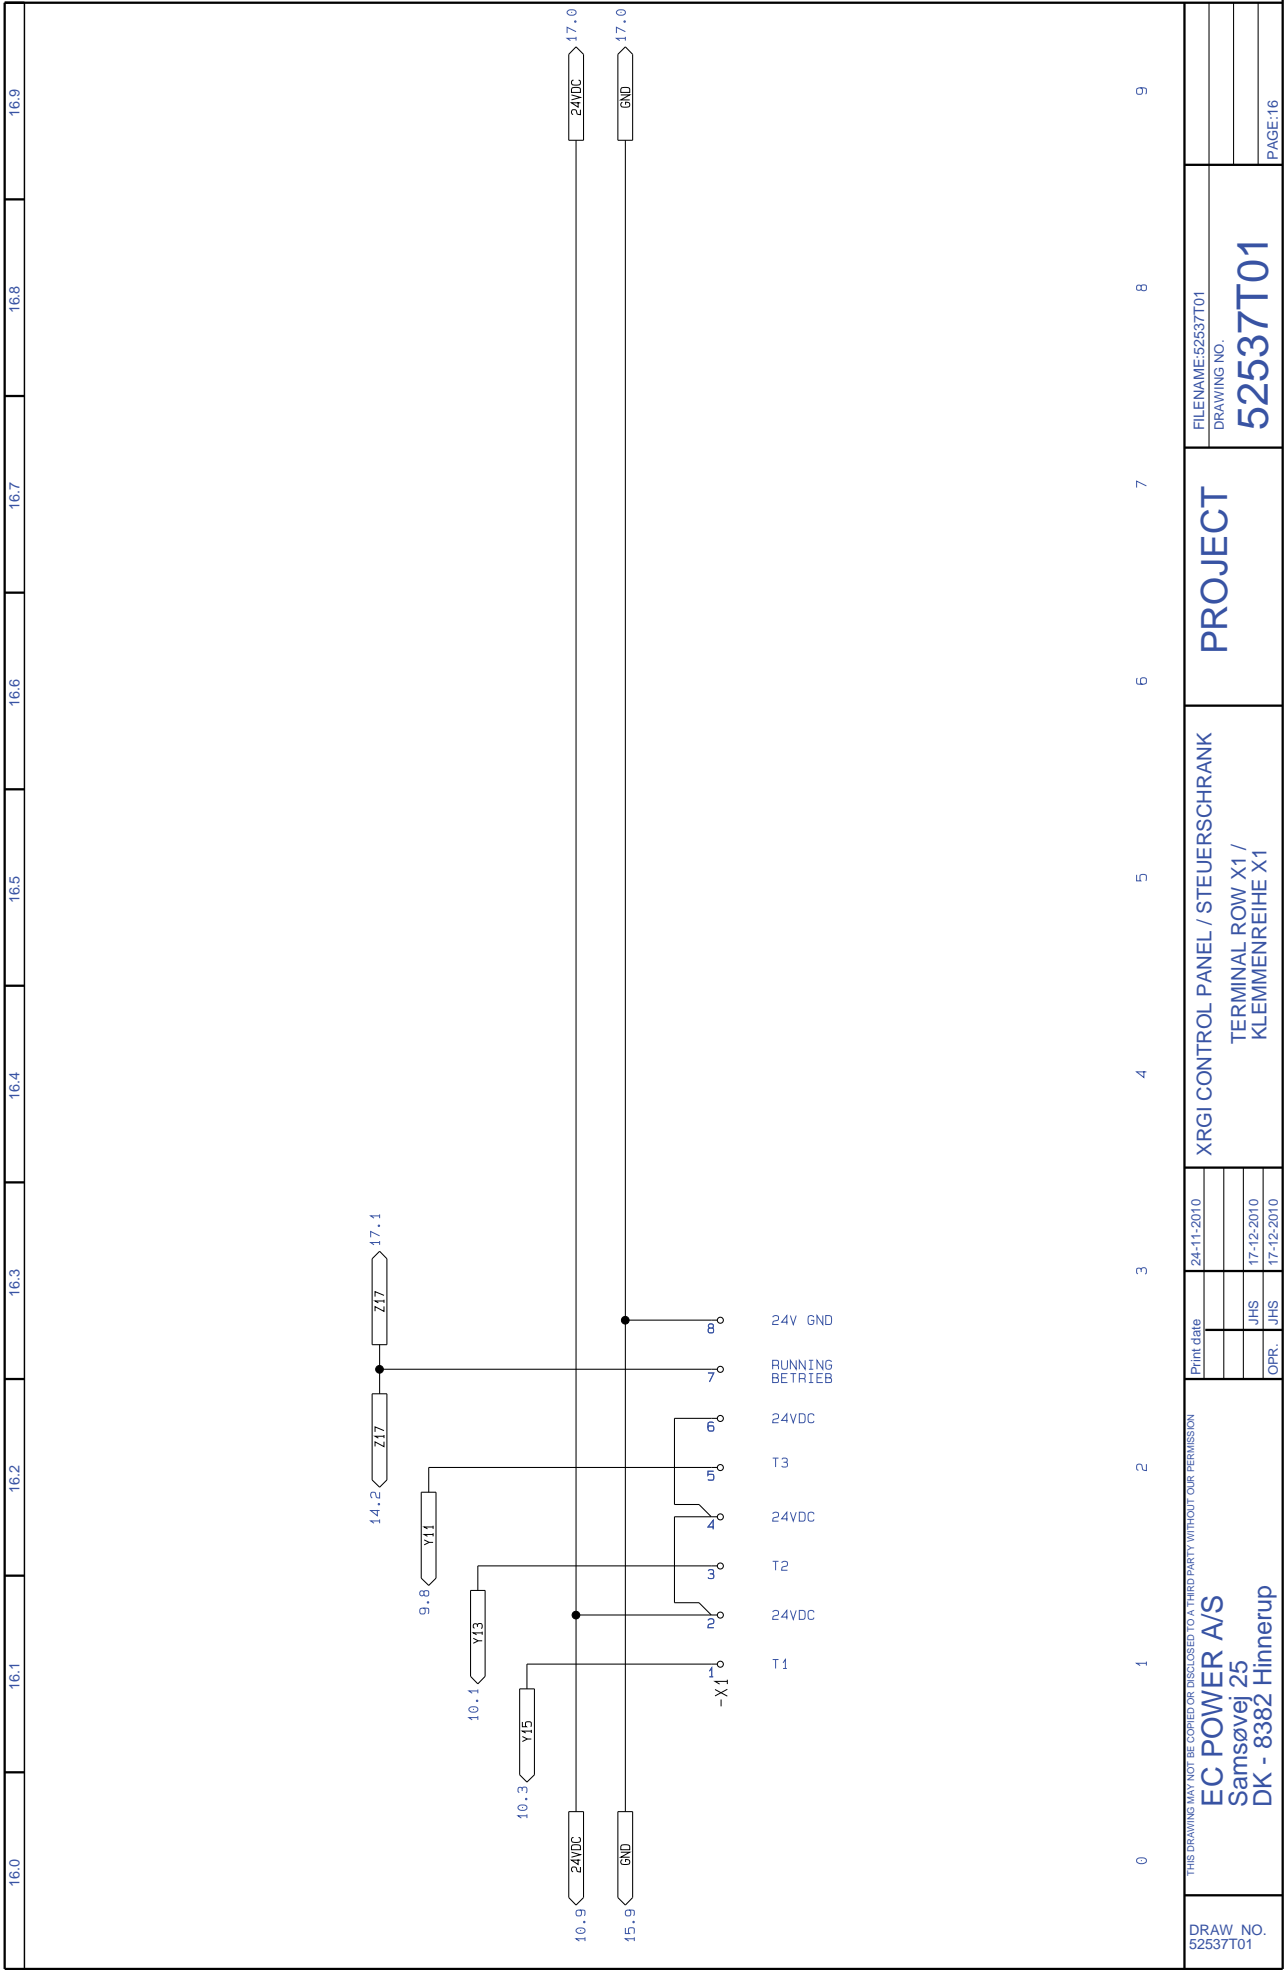 16.0 16.1 16.2 16.3 16.4 16.5 16.6 16.7 16.8 16.9
14.2 Z17 Z17 17.1
9.8 Y11
10.1 Y13
10.3 Y15
10.9 24VDC 24VDC 17.0
15.9 GND GND 17.0
1 2 3 4 5 6 7 8
-X1
T1
24VDC
T2
24VDC
T3
24VDC
RUNNING
BETRIEB
24V GND
0 1 2 3 4 5 6 7 8 9
DRAW NO.
52537T01
THIS DRAWING MAY NOT BE COPIED OR DISCLOSED TO A THIRD PARTY WITHOUT OUR PERMISSION
EC POWER A/S
Samsøvej 25
DK - 8382 Hinnerup
Print date 24-11-2010
JHS 17-12-2010
OPR. JHS 17-12-2010
XRGI CONTROL PANEL / STEUERSCHRANK
TERMINAL ROW X1 /
KLEMMENREIHE X1
PROJECT
FILENAME:52537T01
DRAWING NO.
52537T01
PAGE:16